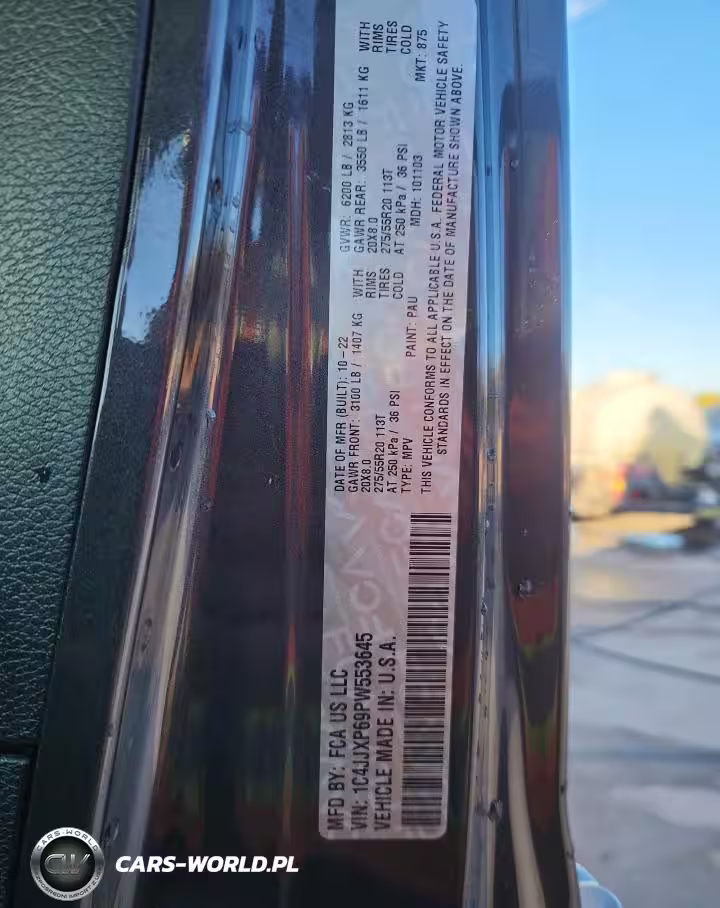 MFD BY: FCA US LLC
VIN: 1C4JJXP69PW553645
VEHICLE MADE IN: U.S.A.
DATE OF MFR (BUILT): 10-22 GVWR: 6200 LB / 2813 KG
GAWR FRONT: 3100 LB / 1407 KG WITH GAWR REAR: 3550 LB / 1611 KG WITH
20X8.0 RIMS 20X8.0 RIMS
275/55R20 113T TIRES 275/55R20 113T TIRES
AT 250 kPa / 36 PSI COLD AT 250 kPa / 36 PSI COLD
TYPE: MPV PAINT: PAU MDH: 101103 MKT: 875
THIS VEHICLE CONFORMS TO ALL APPLICABLE U.S.A. FEDERAL MOTOR VEHICLE SAFETY
STANDARDS IN EFFECT ON THE DATE OF MANUFACTURE SHOWN ABOVE.
CARS-WORLD
CW
CARS-WORLD.PL